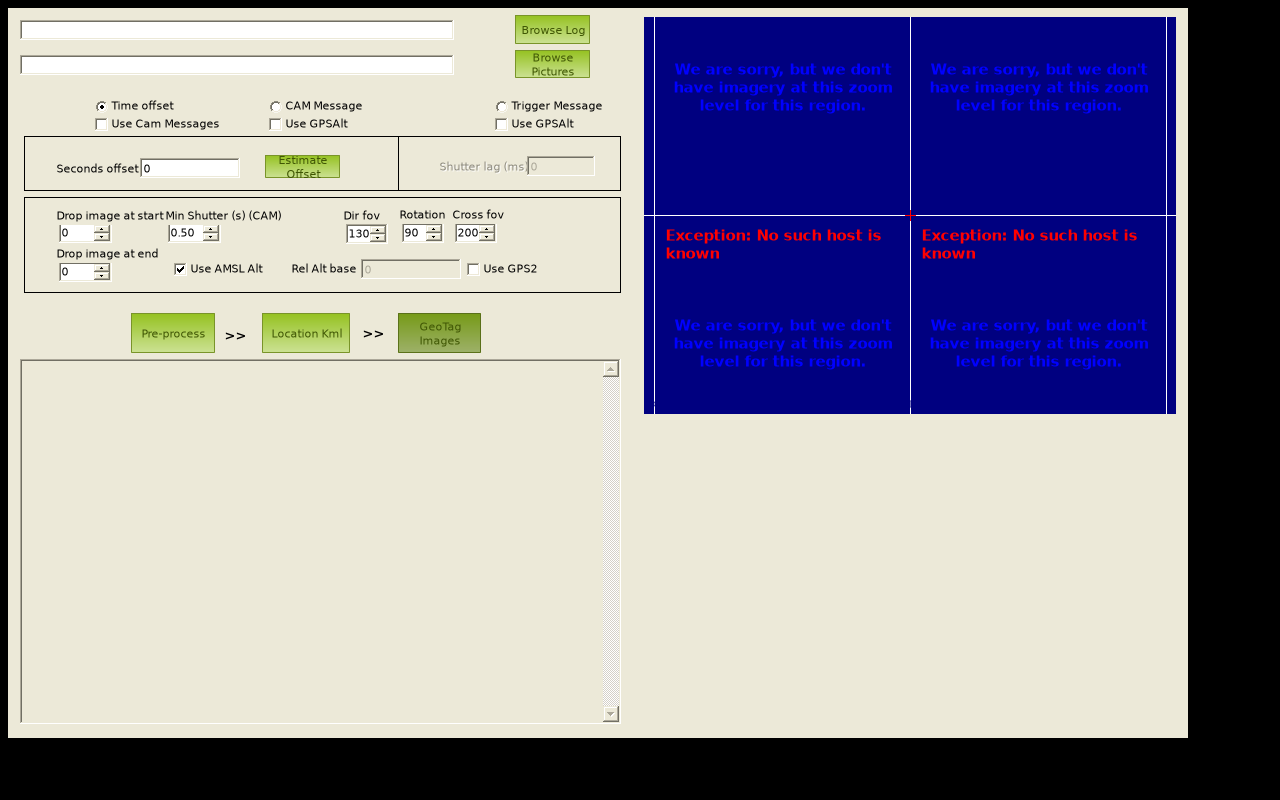 Browse Log
Browse
Pictures
Time offset
CAM Message
Trigger Message
Use Cam Messages
Use GPSAlt
Use GPSAlt
Seconds offset
0
Estimate
Offset
Shutter lag (ms)
0
Drop image at start
Min Shutter (s) (CAM)
Dir fov
Rotation
Cross fov
0
0.50
130
90
200
Drop image at end
0
Use AMSL Alt
Rel Alt base
0
Use GPS2
Pre-process
>>
Location Kml
>>
GeoTag
Images
We are sorry, but we don't
have imagery at this zoom
level for this region.
We are sorry, but we don't
have imagery at this zoom
level for this region.
Exception: No such host is
known
Exception: No such host is
known
We are sorry, but we don't
have imagery at this zoom
level for this region.
We are sorry, but we don't
have imagery at this zoom
level for this region.